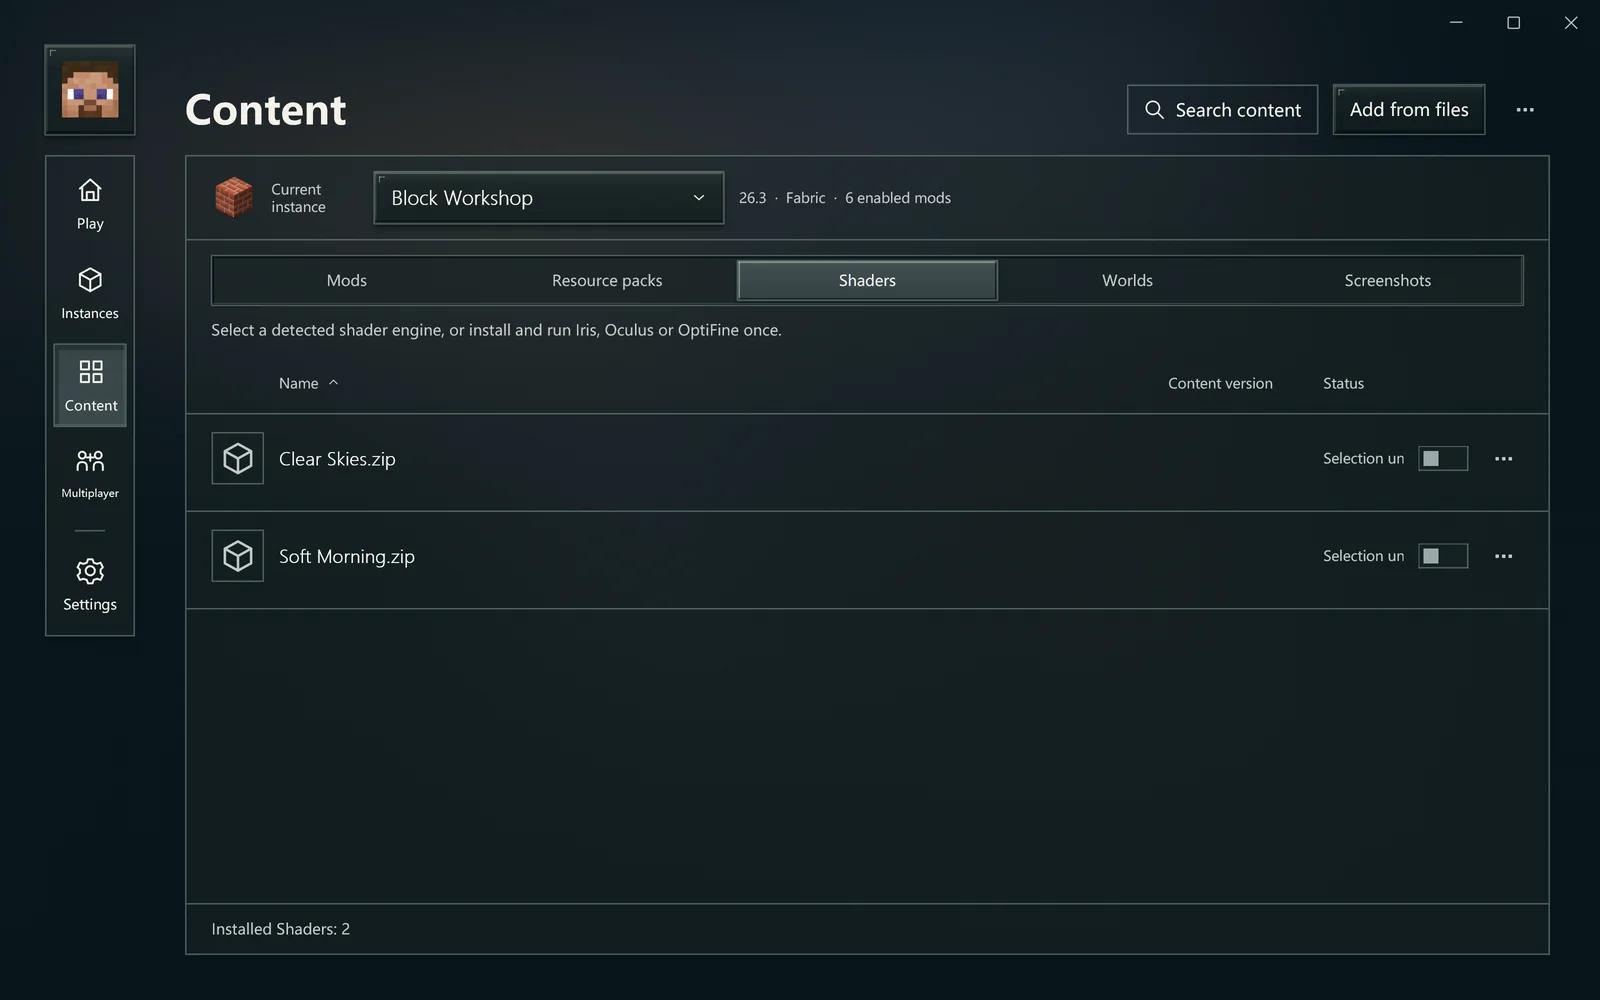 Content
Search content
Add from files
Play
Instances
Content
Multiplayer
Settings
Current
instance
Block Workshop
26.3 · Fabric · 6 enabled mods
Mods
Resource packs
Shaders
Worlds
Screenshots
Select a detected shader engine, or install and run Iris, Oculus or OptiFine once.
Name
Content version
Status
Clear Skies.zip
Selection un
Soft Morning.zip
Selection un
Installed Shaders: 2